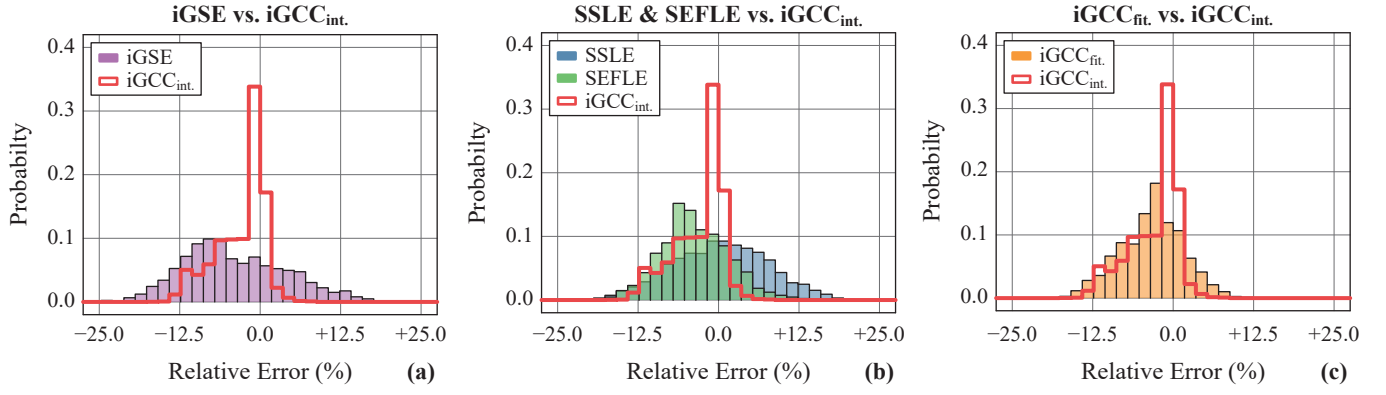 iGSE vs. iGCCint.
0.4
0.3
0.2
0.1
0.0
Probabilty
iGSE
iGCCint.
−25.0 −12.5 0.0 +12.5 +25.0
Relative Error (%) (a)
SSLE & SEFLE vs. iGCCint.
0.4
0.3
0.2
0.1
0.0
Probabilty
SSLE
SEFLE
iGCCint.
−25.0 −12.5 0.0 +12.5 +25.0
Relative Error (%) (b)
iGCCfit. vs. iGCCint.
0.4
0.3
0.2
0.1
0.0
Probabilty
iGCCfit.
iGCCint.
−25.0 −12.5 0.0 +12.5 +25.0
Relative Error (%) (c)